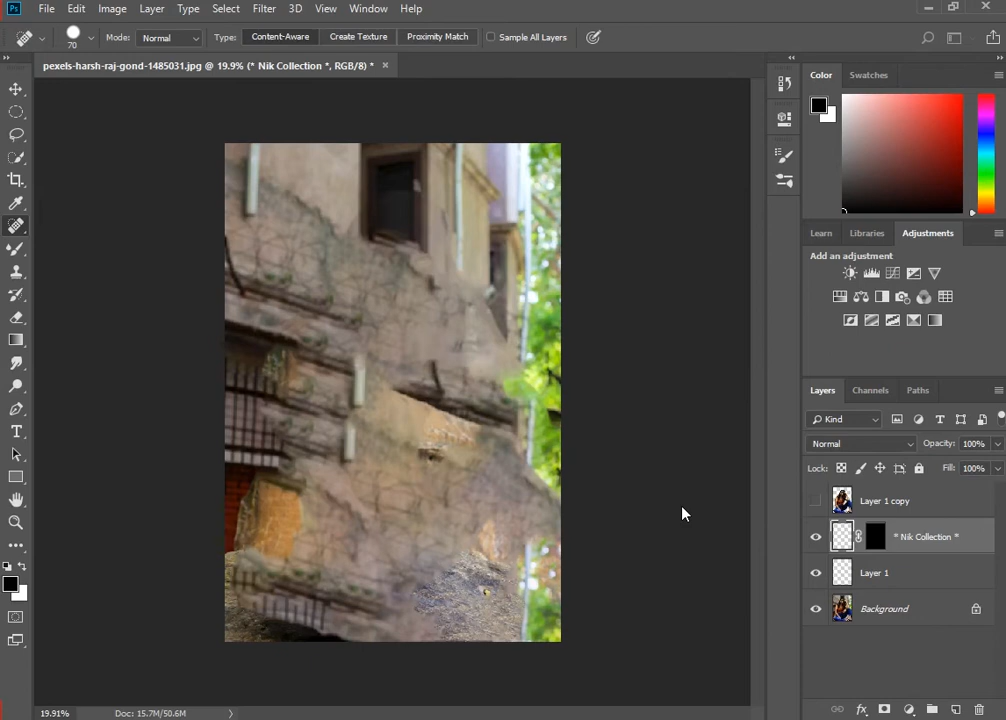 Ps File Edit Image Layer Type Select Filter 3D View Window Help
70 Mode: Normal Type: Content-Aware Create Texture Proximity Match Sample All Layers
pexels-harsh-raj-gond-1485031.jpg @ 19.9% (* Nik Collection *, RGB/8) *
Color Swatches
Learn Libraries Adjustments
Add an adjustment
Layers Channels Paths
Kind
Normal Opacity: 100%
Lock: Fill: 100%
Layer 1 copy
* Nik Collection *
Layer 1
Background
19.91% Doc: 15.7M/50.6M